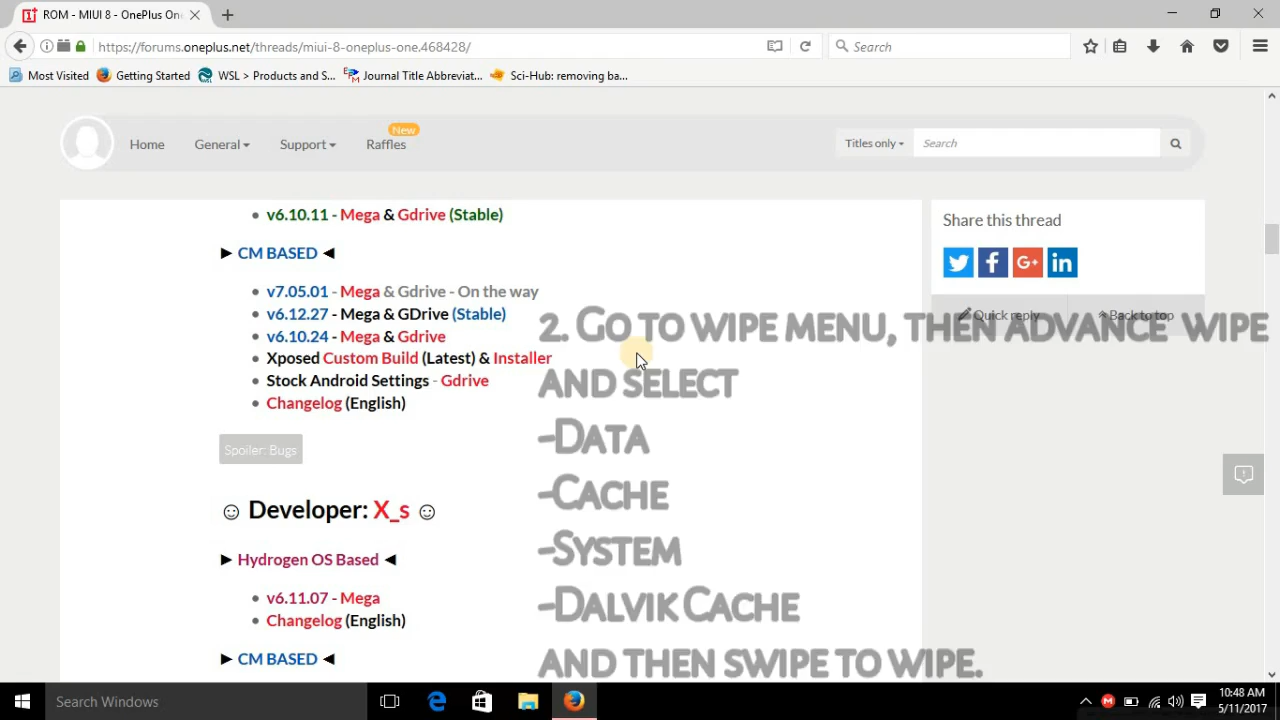 ROM - MIUI 8 - OnePlus On
https://forums.oneplus.net/threads/miui-8-oneplus-one.468428/
Search
Most Visited
Getting Started
WSL > Products and S...
Journal Title Abbreviat...
Sci-Hub: removing ba...
New
Home
General
Support
Raffles
Titles only
Search
v6.10.11 - Mega & Gdrive (Stable)
► CM BASED ◄
v7.05.01 - Mega & Gdrive - On the way
v6.12.27 - Mega & GDrive (Stable)
v6.10.24 - Mega & Gdrive
Xposed Custom Build (Latest) & Installer
Stock Android Settings - Gdrive
Changelog (English)
Spoiler: Bugs
☺ Developer: X_s ☺
► Hydrogen OS Based ◄
v6.11.07 - Mega
Changelog (English)
► CM BASED ◄
Share this thread
Quick reply
Back to top
2. Go to wipe menu, then advance wipe
and select
-Data
-Cache
-System
-Dalvik Cache
and then swipe to wipe.
Search Windows
10:48 AM
5/11/2017